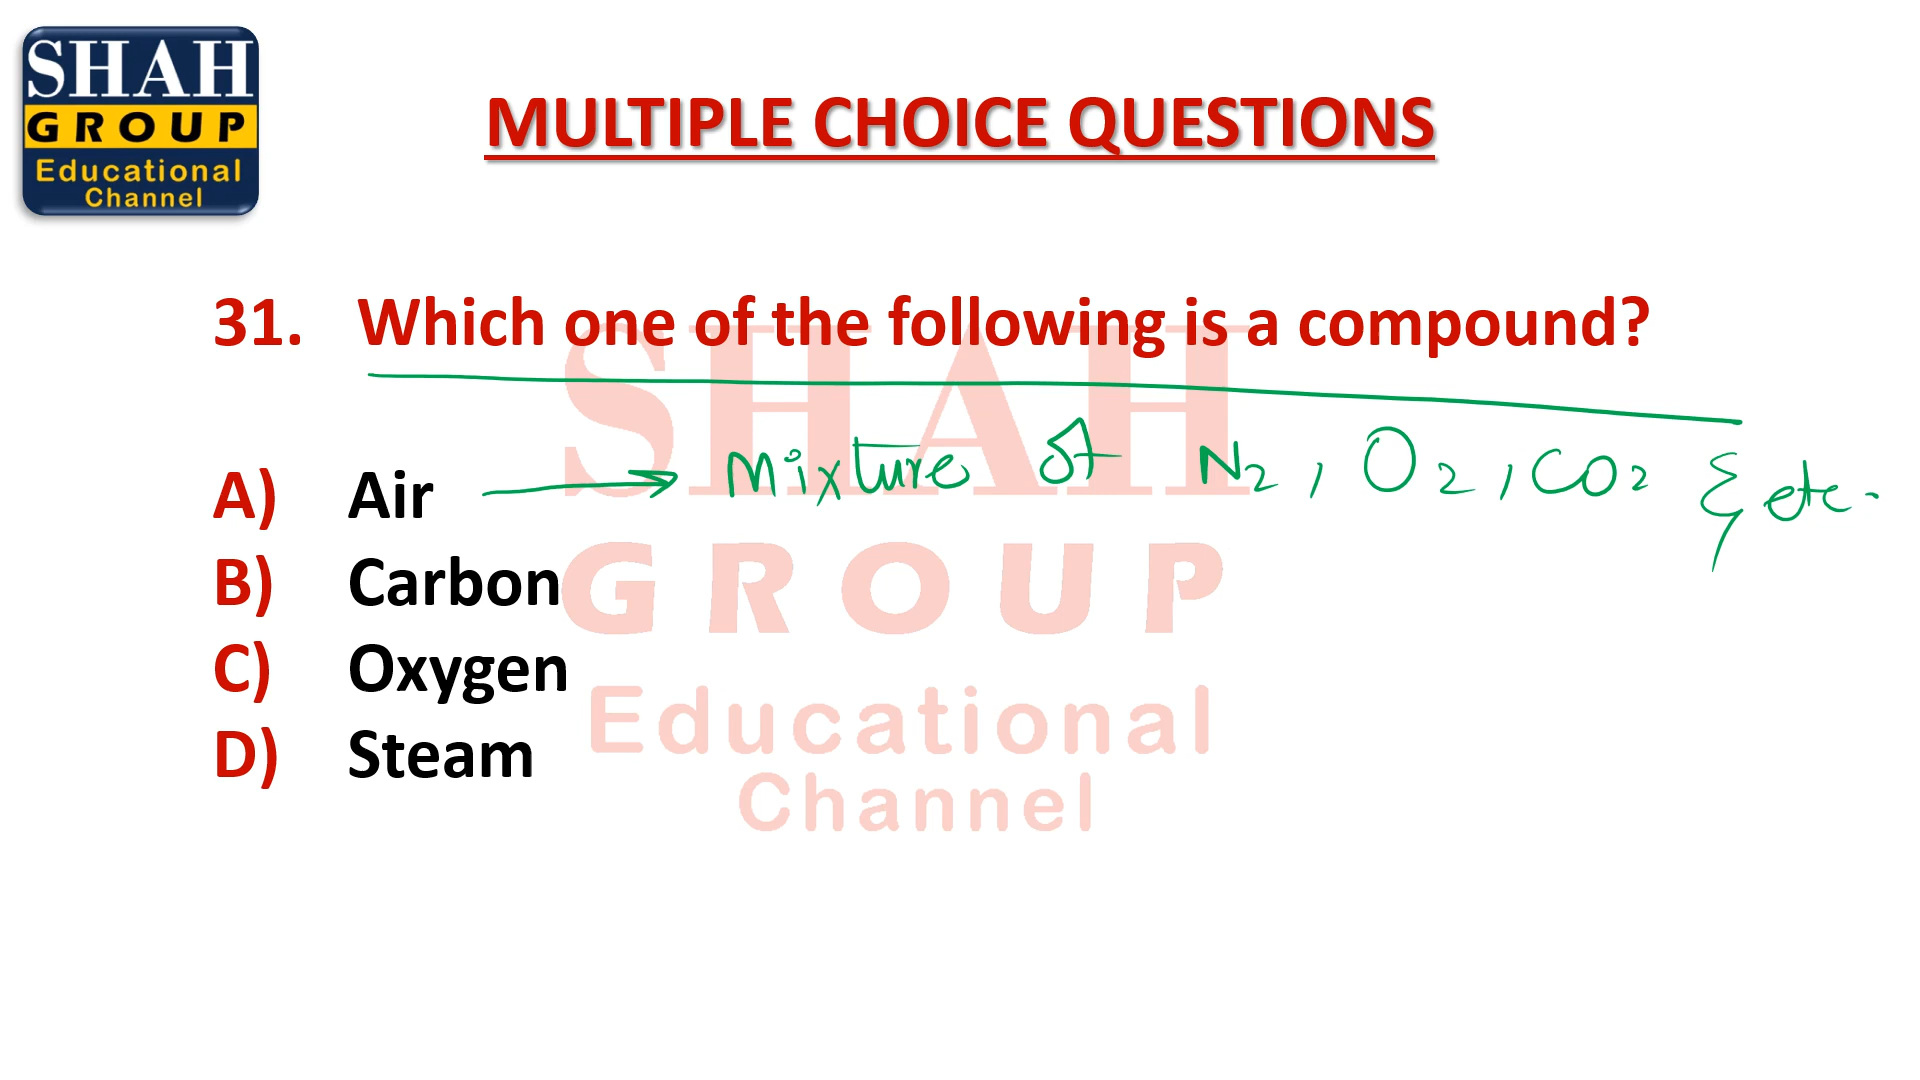 SHAH
GROUP
Educational
Channel
MULTIPLE CHOICE QUESTIONS
31. Which one of the following is a compound?
A) Air → Mixture of N2, O2, CO2 & etc.
B) Carbon
C) Oxygen
D) Steam
SHAH
GROUP
Educational
Channel